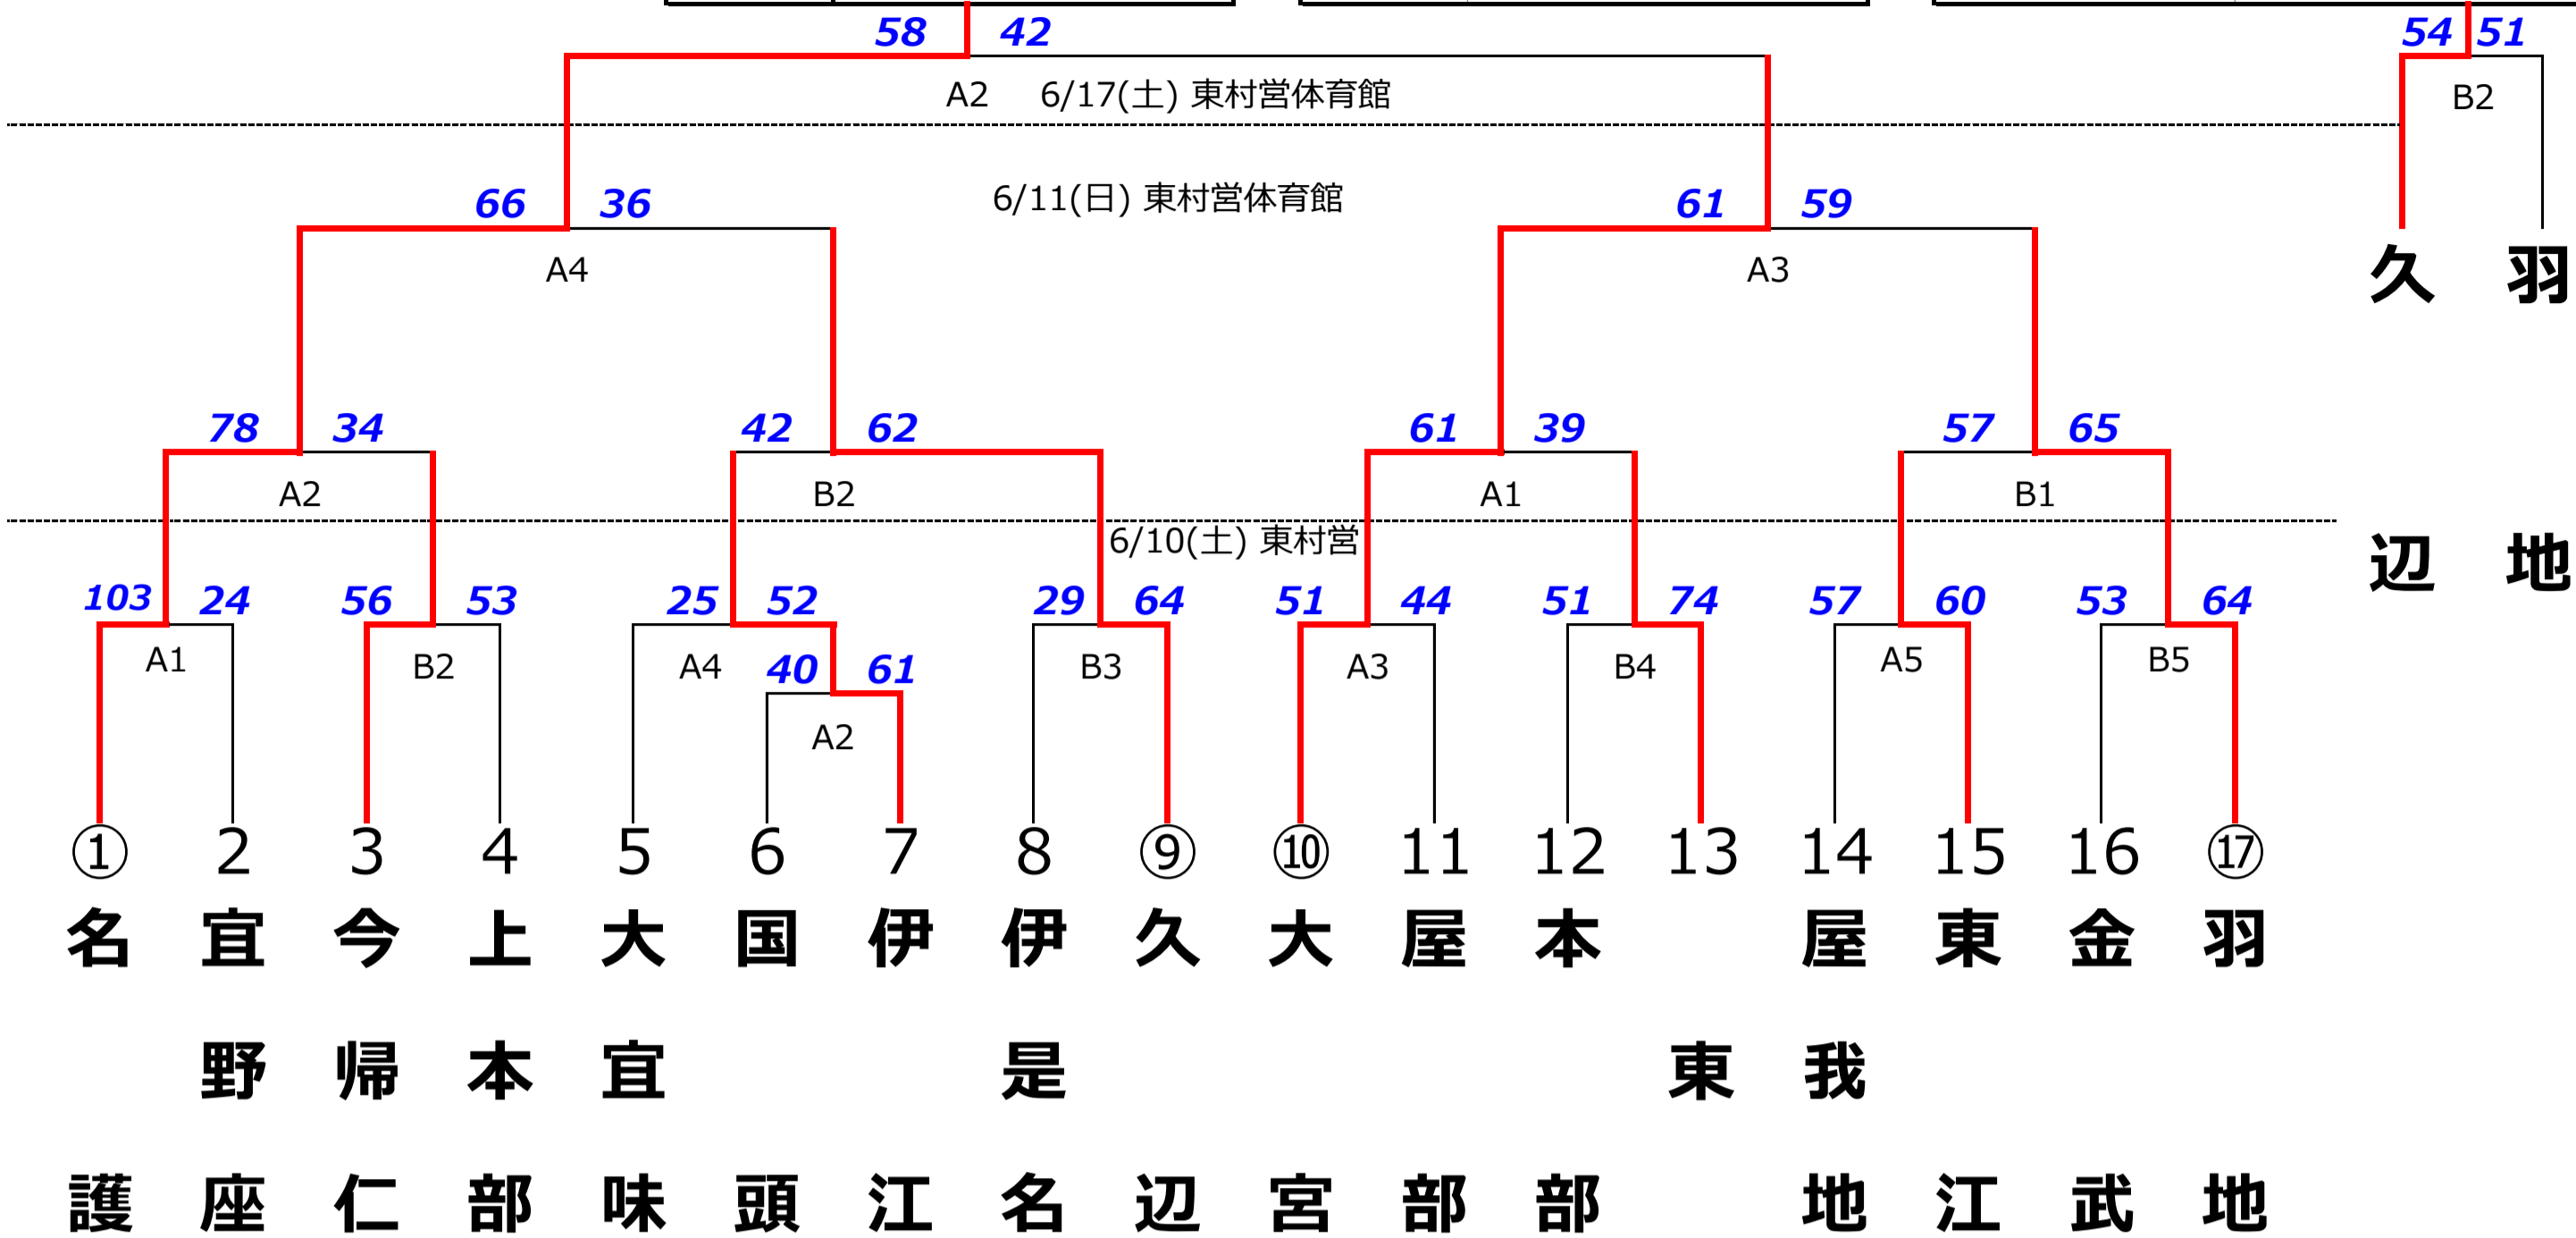 58 42 54 51
A2 6/17(土) 東村営体育館 B2
66 36 6/11(日) 東村営体育館 61 59
A4 A3
久辺 羽地
78 34 42 62 61 39 57 65
A2 B2 A1 B1
6/10(土) 東村営
103 24 56 53 25 52 29 64 51 44 51 74 57 60 53 64
A1 B2 A4 40 61 B3 A3 B4 A5 B5
A2
① 2 3 4 5 6 7 8 ⑨ ⑩ 11 12 13 14 15 16 ⑰
名護
宜野座
今帰仁
上本部
大宜味
国頭
伊江
伊是名
久辺
大宮
屋部
本部
東
屋我地
東江
金武
羽地